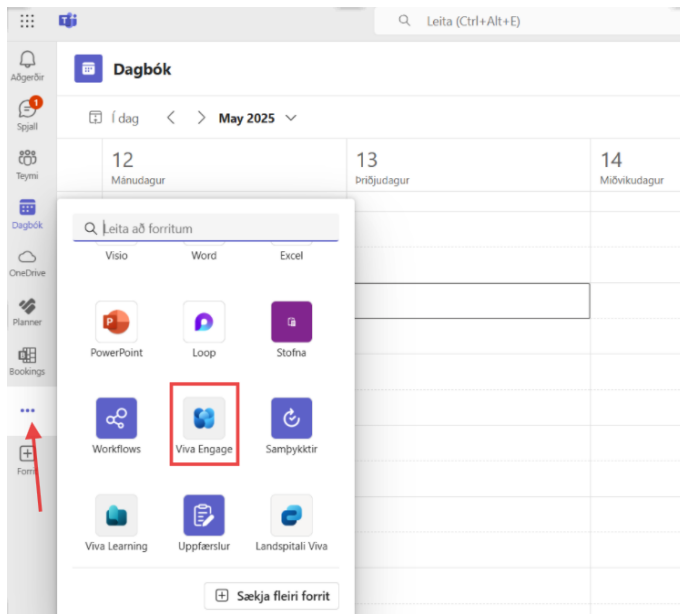 Leita (Ctrl+Alt+E)
Aðgerðir
1
Spjall
Teymi
Dagbók
OneDrive
Planner
Bookings
Forrit
Dagbók
Í dag
May 2025
12
Mánudagur
13
Þriðjudagur
14
Miðvikudagur
Leita að forritum
Visio Word Excel
PowerPoint Loop Stofna
Workflows Viva Engage Samþykktir
Viva Learning Uppfærslur Landspitali Viva
Sækja fleiri forrit